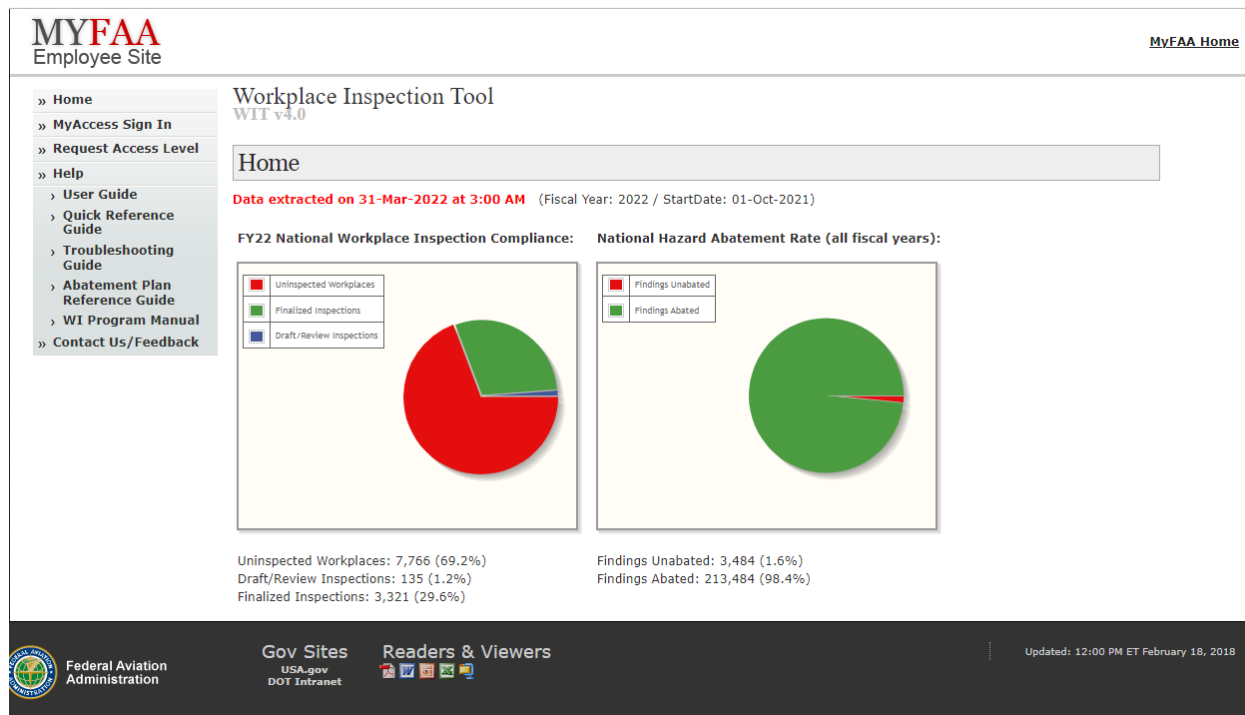 MYFAA
Employee Site
MyFAA Home
» Home
» MyAccess Sign In
» Request Access Level
» Help
› User Guide
› Quick Reference
Guide
› Troubleshooting
Guide
› Abatement Plan
Reference Guide
› WI Program Manual
» Contact Us/Feedback
Workplace Inspection Tool
WIT v4.0
Home
Data extracted on 31-Mar-2022 at 3:00 AM (Fiscal Year: 2022 / StartDate: 01-Oct-2021)
FY22 National Workplace Inspection Compliance:
Uninspected Workplaces
Finalized Inspections
Draft/Review Inspections
Uninspected Workplaces: 7,766 (69.2%)
Draft/Review Inspections: 135 (1.2%)
Finalized Inspections: 3,321 (29.6%)
National Hazard Abatement Rate (all fiscal years):
Findings Unabated
Findings Abated
Findings Unabated: 3,484 (1.6%)
Findings Abated: 213,484 (98.4%)
Federal Aviation
Administration
Gov Sites
USA.gov
DOT Intranet
Readers & Viewers
Updated: 12:00 PM ET February 18, 2018